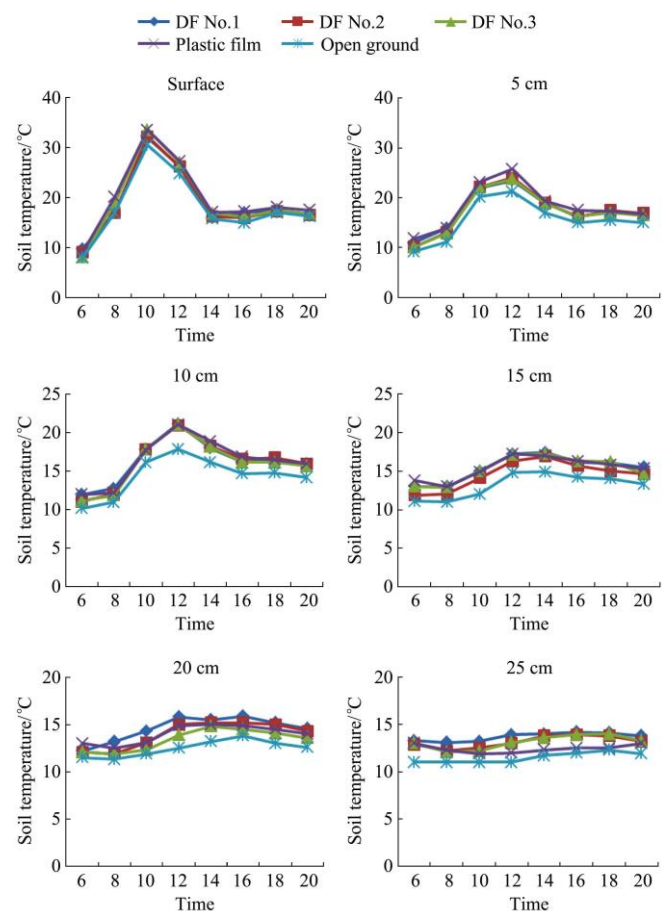 DF No.1 DF No.2 DF No.3
Plastic film Open ground
Surface
Soil temperature/°C
40
30
20
10
0
6 8 10 12 14 16 18 20
Time
5 cm
Soil temperature/°C
40
30
20
10
0
6 8 10 12 14 16 18 20
Time
10 cm
Soil temperature/°C
25
20
15
10
5
0
6 8 10 12 14 16 18 20
Time
15 cm
Soil temperature/°C
25
20
15
10
5
0
6 8 10 12 14 16 18 20
Time
20 cm
Soil temperature/°C
20
15
10
5
0
6 8 10 12 14 16 18 20
Time
25 cm
Soil temperature/°C
20
15
10
5
0
6 8 10 12 14 16 18 20
Time